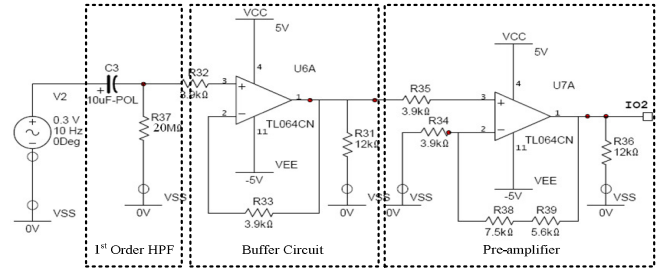 VCC
5V
VCC
5V
C3
10uF-POL
R32
3.9kΩ
U6A
4
3
1
2
11
TL064CN
R35
3.9kΩ
R34
3.9kΩ
U7A
4
3
1
2
11
TL064CN
IO2
V2
0.3 V
10 Hz
0Deg
R37
20MΩ
VEE
-5V
R31
12kΩ
VEE
-5V
R36
12kΩ
VSS
0V
VSS
0V
R33
3.9kΩ
VSS
0V
VSS
0V
R38
7.5kΩ
R39
5.6kΩ
VSS
0V
1st Order HPF
Buffer Circuit
Pre-amplifier